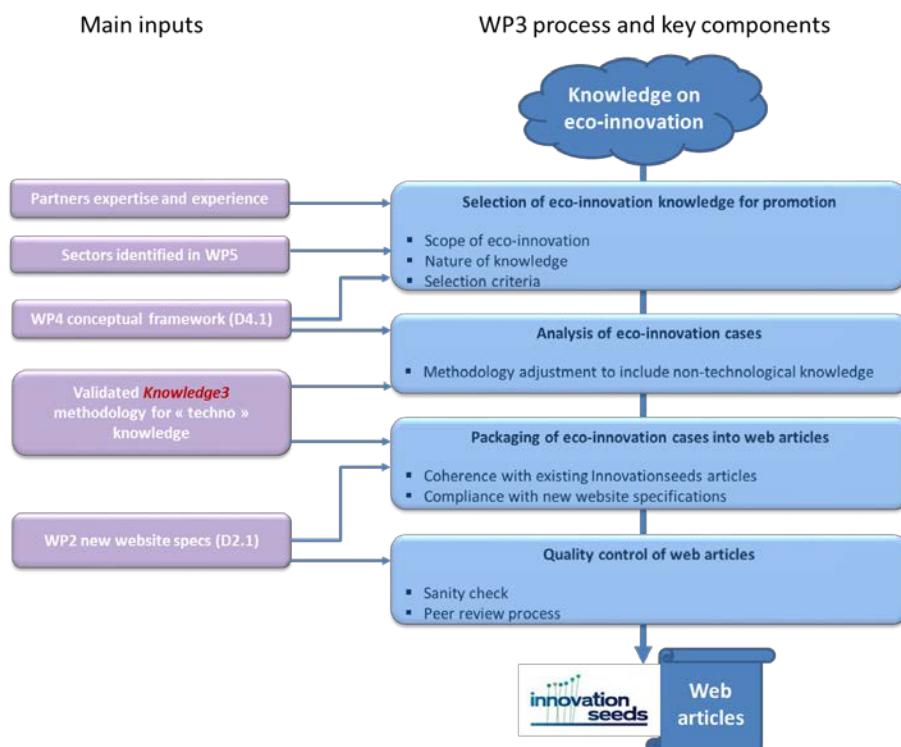 Main inputs
WP3 process and key components
Knowledge on
eco-innovation
Partners expertise and experience
Sectors identified in WP5
WP4 conceptual framework (D4.1)
Validated Knowledge3
methodology for « techno »
knowledge
WP2 new website specs (D2.1)
Selection of eco-innovation knowledge for promotion
▪ Scope of eco-innovation
▪ Nature of knowledge
▪ Selection criteria
Analysis of eco-innovation cases
▪ Methodology adjustment to include non-technological knowledge
Packaging of eco-innovation cases into web articles
▪ Coherence with existing Innovationseeds articles
▪ Compliance with new website specifications
Quality control of web articles
▪ Sanity check
▪ Peer review process
innovation
seeds
Web
articles